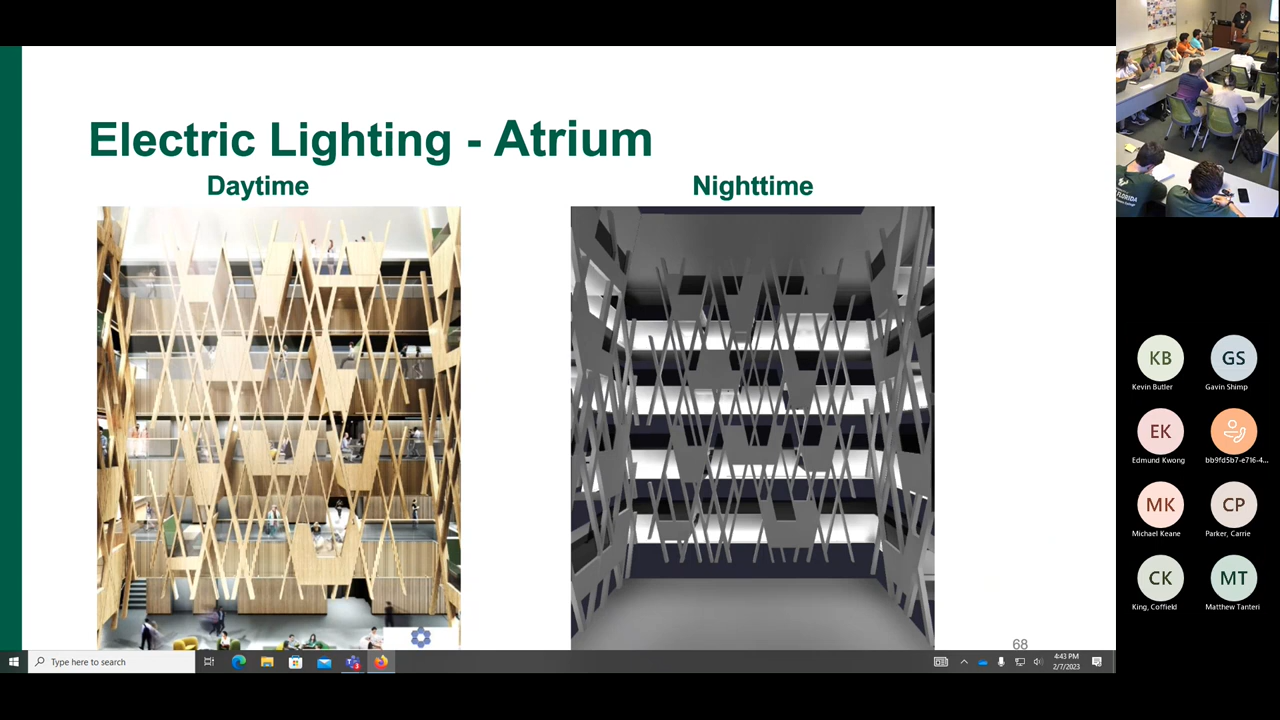 Electric Lighting - Atrium
Daytime
Nighttime
68
Type here to search
4:43 PM
2/7/2023
KB
GS
Kevin Butler
Gavin Shimp
EK
Edmund Kwong
bb9fd5b7-e716-4...
MK
CP
Michael Keane
Parker, Carrie
CK
MT
King, Coffield
Matthew Tanteri